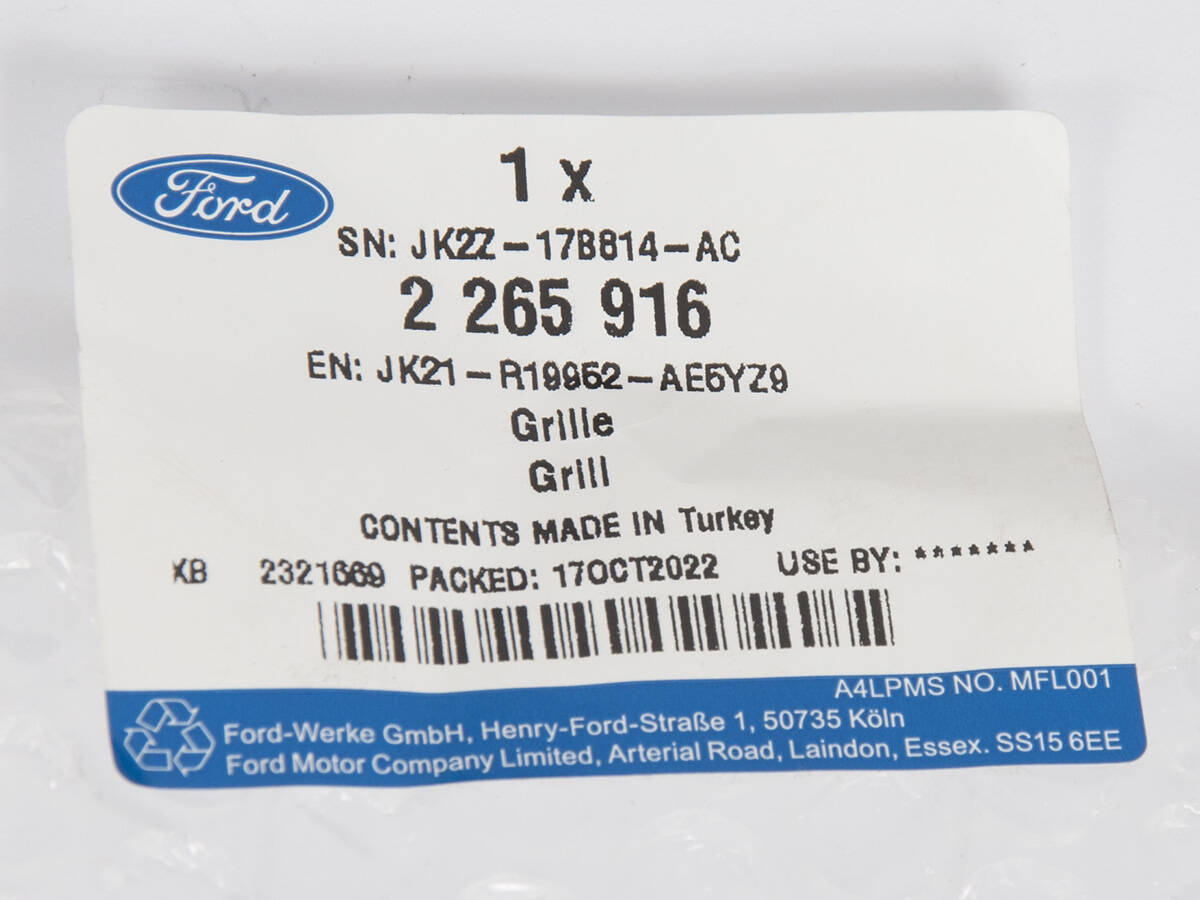 Ford
1 x
SN: JK2Z-17B814-AC
2 265 916
EN: JK21-R19952-AE5YZ9
Grille
Grill
CONTENTS MADE IN Turkey
KB 2321669 PACKED: 17OCT2022 USE BY: *******
A4LPMS NO. MFL001
Ford-Werke GmbH, Henry-Ford-Straße 1, 50735 Köln
Ford Motor Company Limited, Arterial Road, Laindon, Essex. SS15 6EE